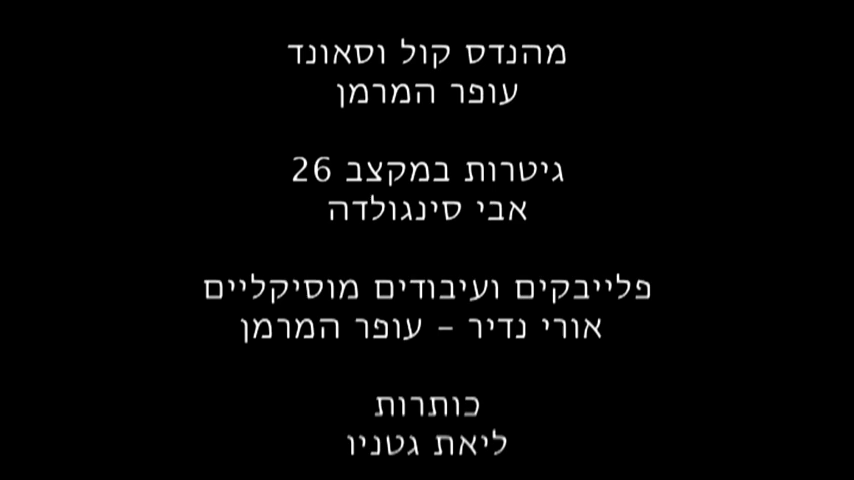 מהנדס קול וסאונד
עופר המרמן
גיטרות במקצב 26
אבי סינגולדה
פלייבקים ועיבודים מוסיקליים
אורי נדיר – עופר המרמן
כותרות
ליאת גטניו